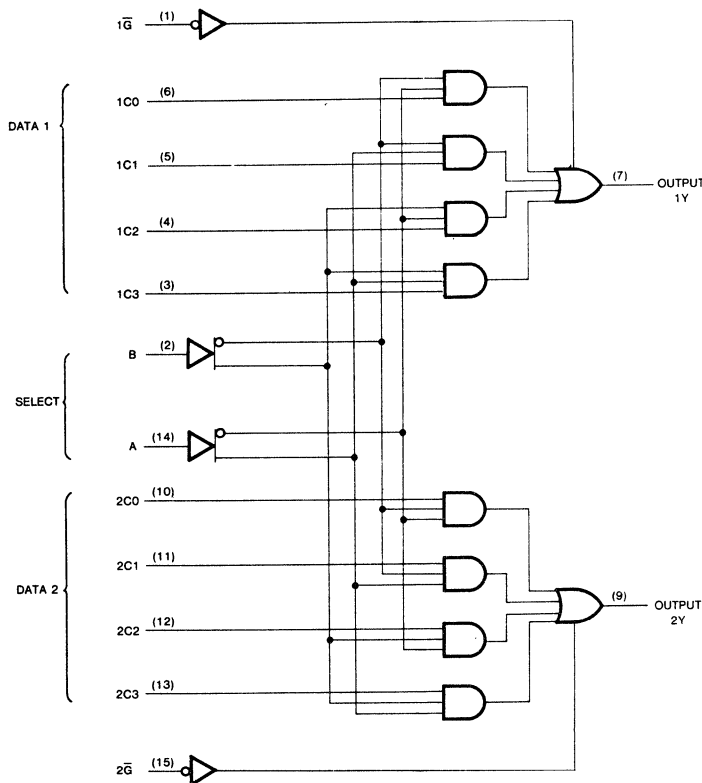 1G̅ (1)
(6)
1C0
DATA 1
(5)
1C1
(7)
OUTPUT
1Y
(4)
1C2
(3)
1C3
B (2)
SELECT
A (14)
2C0 (10)
2C1 (11)
DATA 2
(9)
OUTPUT
2Y
2C2 (12)
2C3 (13)
2G̅ (15)